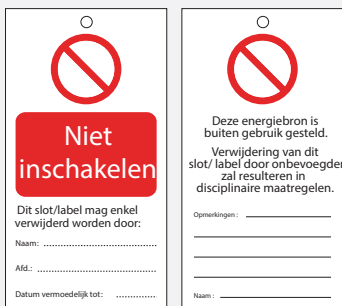 Niet
inschakelen
Dit slot/label mag enkel
verwijderd worden door:
Naam: ........................................
Afd.: ........................................
Datum vermoedelijk tot: ............
Deze energiebron is
buiten gebruik gesteld.
Verwijdering van dit
slot/ label door onbevoegden
zal resulteren in
disciplinaire maatregelen.
Opmerkingen :
Naam :